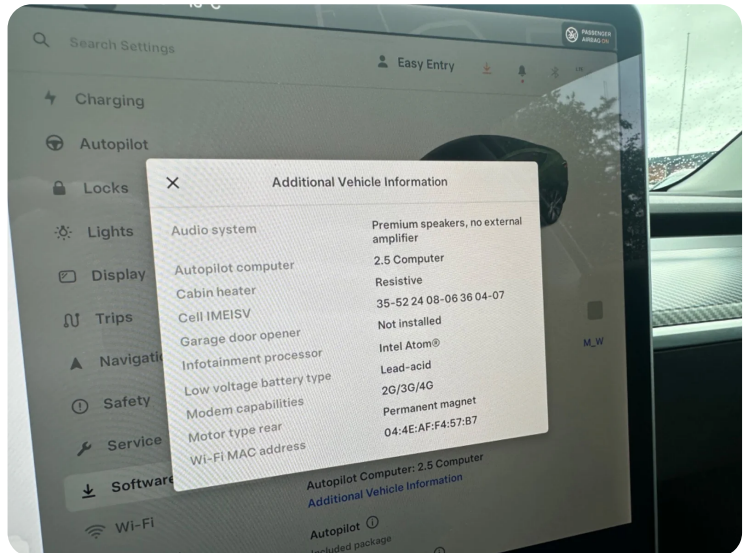 PASSENGER
AIRBAG ON
Search Settings
Easy Entry
Charging
Autopilot
Locks
Lights
Display
Trips
Navigatio
Safety
Service
Software
Wi-Fi
Additional Vehicle Information
Audio system
Premium speakers, no external
amplifier
Autopilot computer
2.5 Computer
Cabin heater
Resistive
Cell IMEISV
35-52 24 08-06 36 04-07
Garage door opener
Not installed
Infotainment processor
Intel Atom®
Low voltage battery type
Lead-acid
Modem capabilities
2G/3G/4G
Motor type rear
Permanent magnet
Wi-Fi MAC address
04:4E:AF:F4:57:B7
M_W
Autopilot Computer: 2.5 Computer
Additional Vehicle Information
Autopilot
Included package